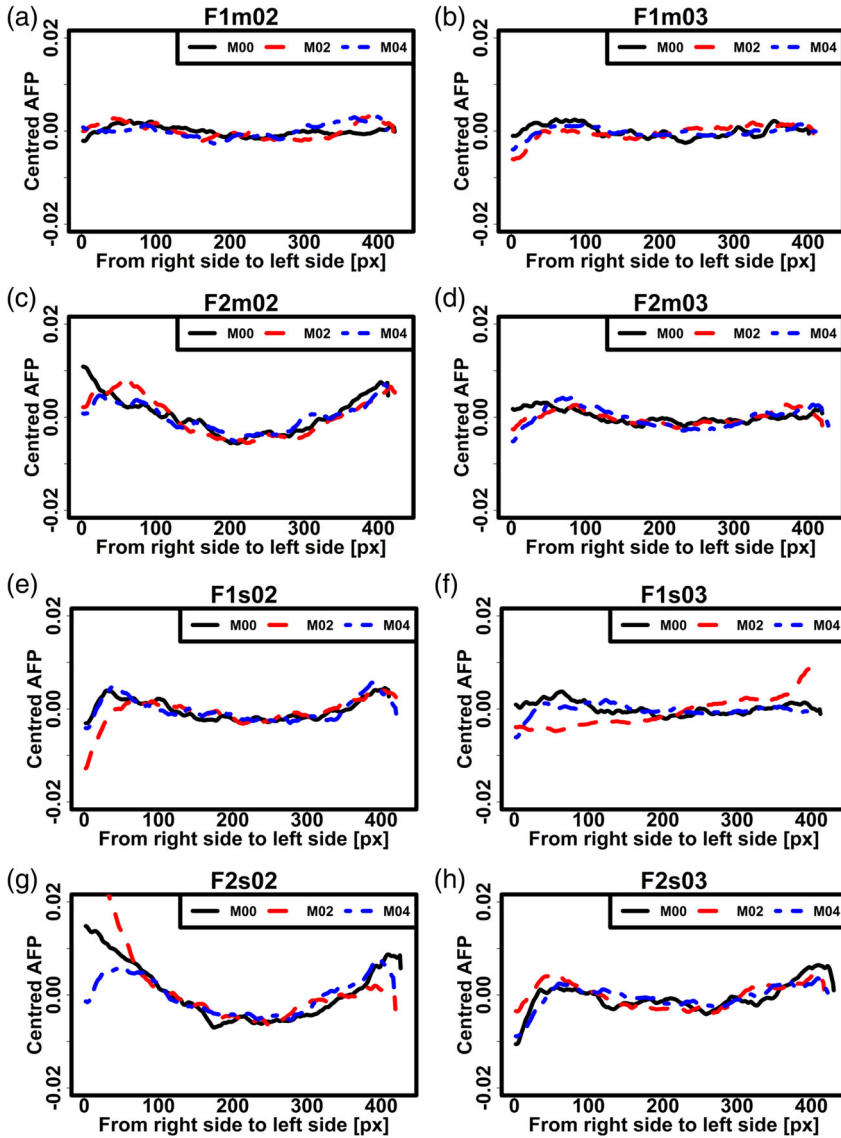 (a) F1m02
M00 M02 M04
Centred AFP
0.02
0.00
-0.02
0 100 200 300 400
From right side to left side [px]
(b) F1m03
M00 M02 M04
Centred AFP
0.02
0.00
-0.02
0 100 200 300 400
From right side to left side [px]
(c) F2m02
M00 M02 M04
Centred AFP
0.02
0.00
-0.02
0 100 200 300 400
From right side to left side [px]
(d) F2m03
M00 M02 M04
Centred AFP
0.02
0.00
-0.02
0 100 200 300 400
From right side to left side [px]
(e) F1s02
M00 M02 M04
Centred AFP
0.02
0.00
-0.02
0 100 200 300 400
From right side to left side [px]
(f) F1s03
M00 M02 M04
Centred AFP
0.02
0.00
-0.02
0 100 200 300 400
From right side to left side [px]
(g) F2s02
M00 M02 M04
Centred AFP
0.02
0.00
-0.02
0 100 200 300 400
From right side to left side [px]
(h) F2s03
M00 M02 M04
Centred AFP
0.02
0.00
-0.02
0 100 200 300 400
From right side to left side [px]